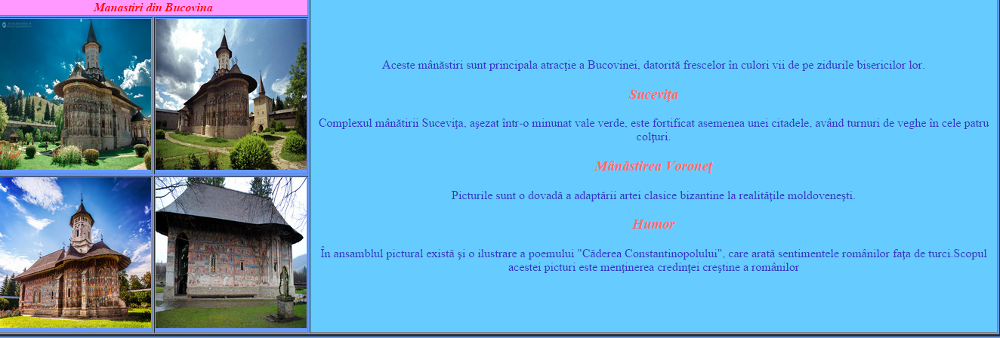 Manastiri din Bucovina
Aceste mânăstiri sunt principala atracţie a Bucovinei, datorită frescelor în culori vii de pe zidurile bisericilor lor.
Suceviţa
Complexul mânătirii Suceviţa, aşezat într-o minunat vale verde, este fortificat asemenea unei citadele, având turnuri de veghe în cele patru
colţuri.
Mânăstirea Voroneţ
Picturile sunt o dovadă a adaptării artei clasice bizantine la realităţile moldoveneşti.
Humor
În ansamblul pictural există şi o ilustrare a poemului "Căderea Constantinopolului", care arată sentimentele românilor faţa de turci.Scopul
acestei picturi este menţinerea credinţei creştine a românilor